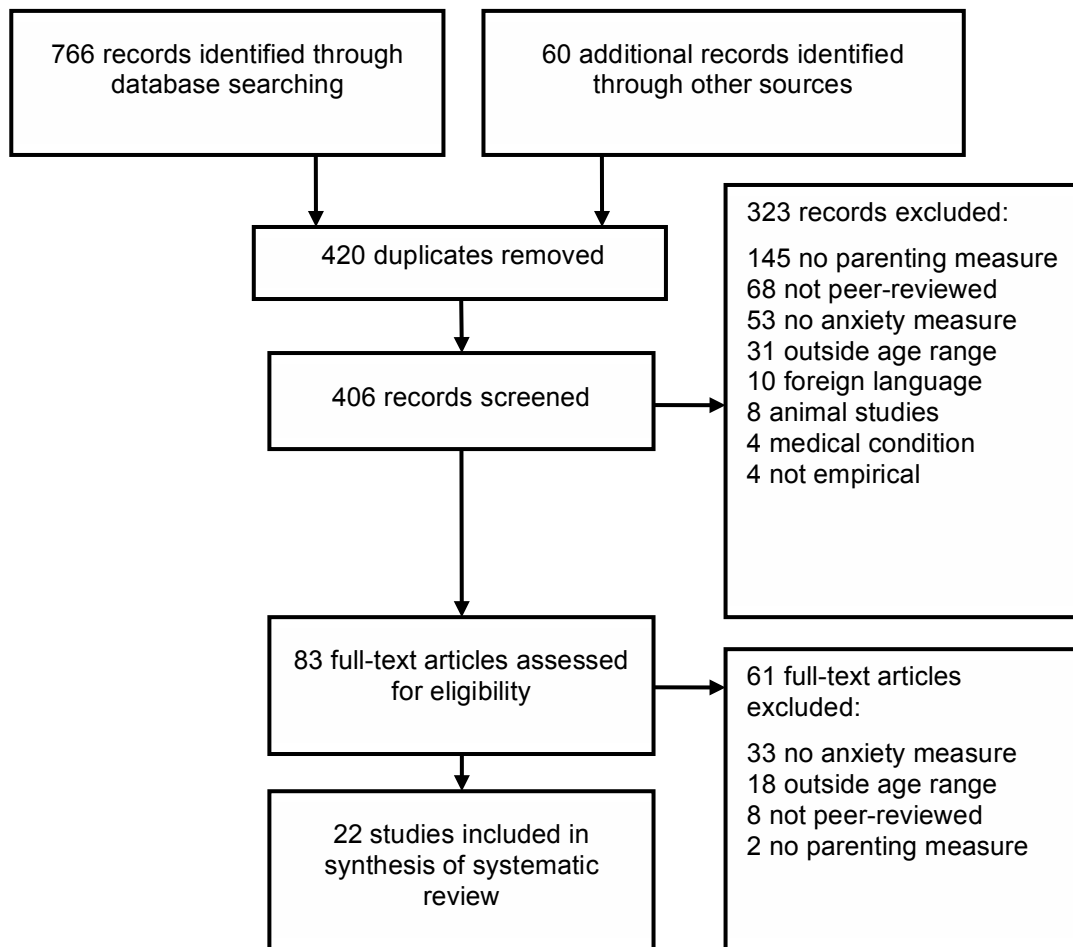 766 records identified through
database searching
60 additional records identified
through other sources
420 duplicates removed
406 records screened
323 records excluded:
145 no parenting measure
68 not peer-reviewed
53 no anxiety measure
31 outside age range
10 foreign language
8 animal studies
4 medical condition
4 not empirical
83 full-text articles assessed
for eligibility
61 full-text articles
excluded:
33 no anxiety measure
18 outside age range
8 not peer-reviewed
2 no parenting measure
22 studies included in
synthesis of systematic
review